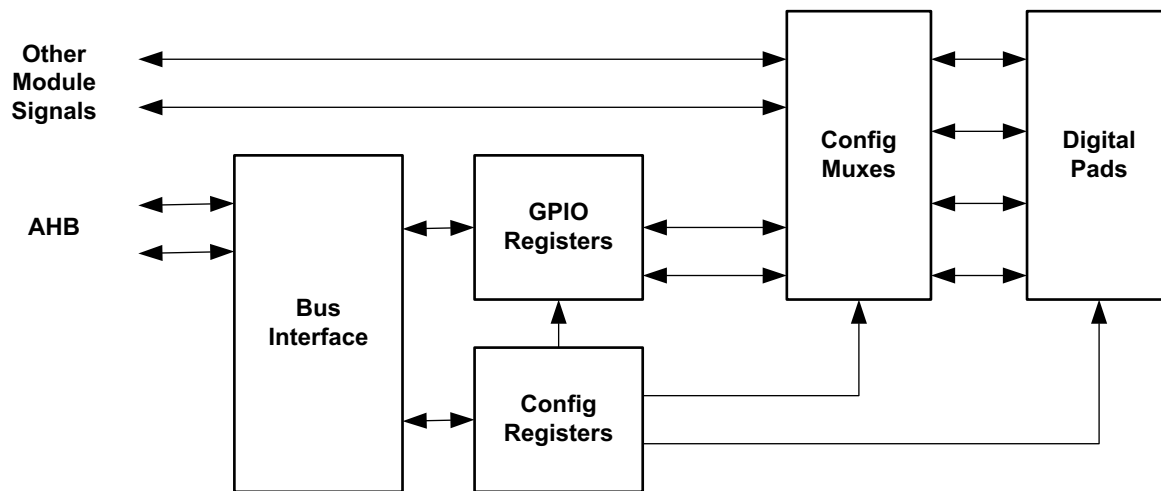 Other
Module
Signals
AHB
Bus
Interface
GPIO
Registers
Config
Registers
Config
Muxes
Digital
Pads